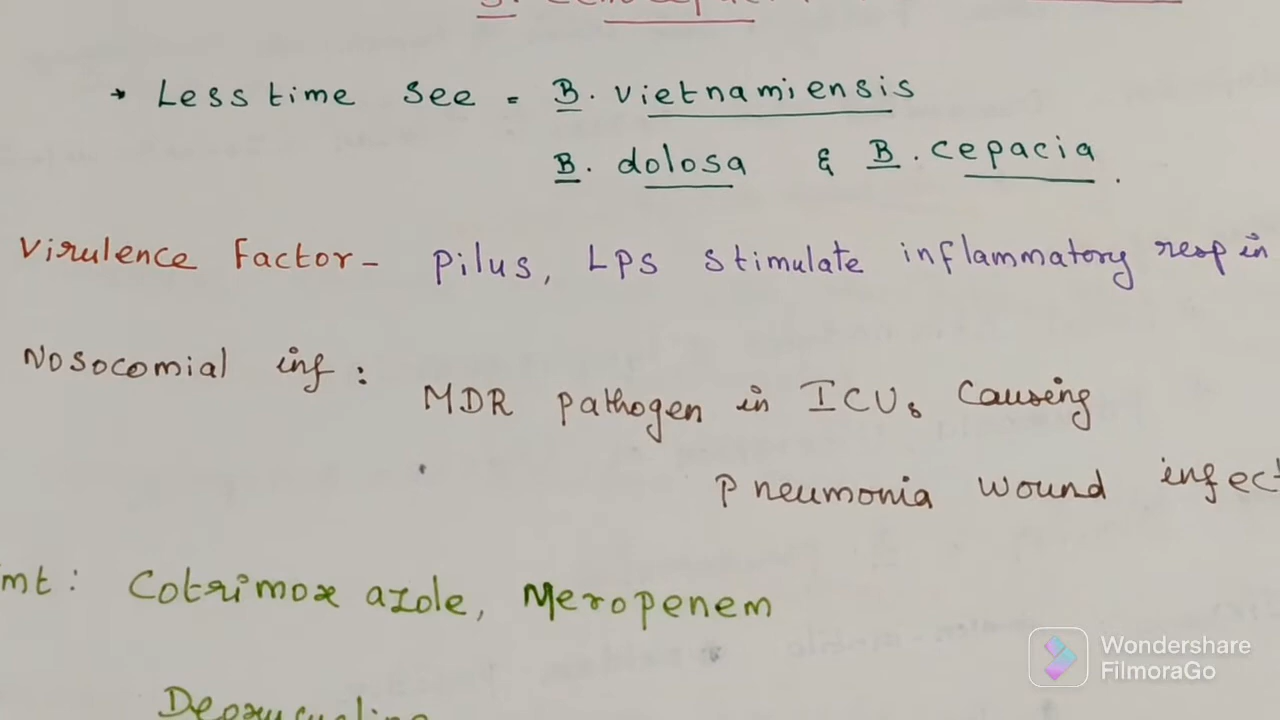 → Less time see = B. vietnamiensis
B. dolosa & B. cepacia.
Virulence Factor- pilus, LPS stimulate inflammatory resp in
Nosocomial inf: MDR pathogen in ICUs causing
Pneumonia wound infect
mt: Cotrimoxazole, Meropenem
Wondershare
FilmoraGo